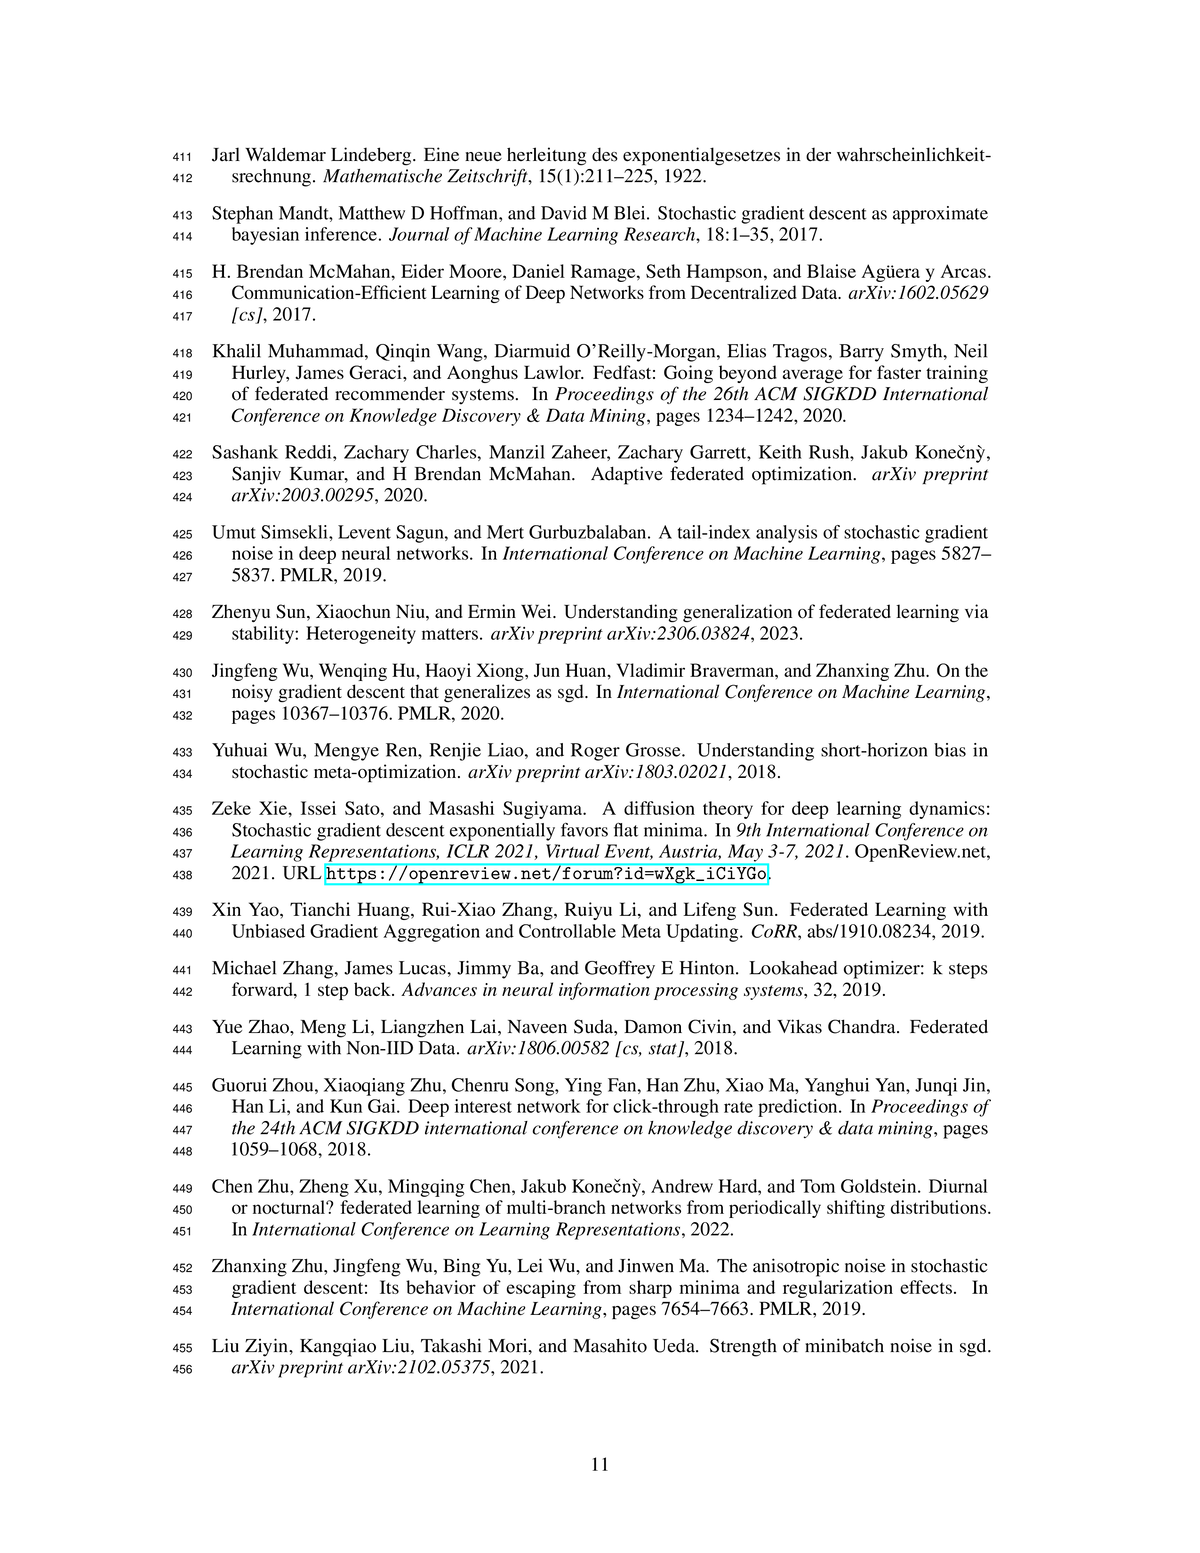 411 Jarl Waldemar Lindeberg. Eine neue herleitung des exponentialgesetzes in der wahrscheinlichkeit-
412 srechnung. Mathematische Zeitschrift, 15(1):211–225, 1922.
413 Stephan Mandt, Matthew D Hoffman, and David M Blei. Stochastic gradient descent as approximate
414 bayesian inference. Journal of Machine Learning Research, 18:1–35, 2017.
415 H. Brendan McMahan, Eider Moore, Daniel Ramage, Seth Hampson, and Blaise Agüera y Arcas.
416 Communication-Efficient Learning of Deep Networks from Decentralized Data. arXiv:1602.05629
417 [cs], 2017.
418 Khalil Muhammad, Qinqin Wang, Diarmuid O'Reilly-Morgan, Elias Tragos, Barry Smyth, Neil
419 Hurley, James Geraci, and Aonghus Lawlor. Fedfast: Going beyond average for faster training
420 of federated recommender systems. In Proceedings of the 26th ACM SIGKDD International
421 Conference on Knowledge Discovery & Data Mining, pages 1234–1242, 2020.
422 Sashank Reddi, Zachary Charles, Manzil Zaheer, Zachary Garrett, Keith Rush, Jakub Konečnỳ,
423 Sanjiv Kumar, and H Brendan McMahan. Adaptive federated optimization. arXiv preprint
424 arXiv:2003.00295, 2020.
425 Umut Simsekli, Levent Sagun, and Mert Gurbuzbalaban. A tail-index analysis of stochastic gradient
426 noise in deep neural networks. In International Conference on Machine Learning, pages 5827–
427 5837. PMLR, 2019.
428 Zhenyu Sun, Xiaochun Niu, and Ermin Wei. Understanding generalization of federated learning via
429 stability: Heterogeneity matters. arXiv preprint arXiv:2306.03824, 2023.
430 Jingfeng Wu, Wenqing Hu, Haoyi Xiong, Jun Huan, Vladimir Braverman, and Zhanxing Zhu. On the
431 noisy gradient descent that generalizes as sgd. In International Conference on Machine Learning,
432 pages 10367–10376. PMLR, 2020.
433 Yuhuai Wu, Mengye Ren, Renjie Liao, and Roger Grosse. Understanding short-horizon bias in
434 stochastic meta-optimization. arXiv preprint arXiv:1803.02021, 2018.
435 Zeke Xie, Issei Sato, and Masashi Sugiyama. A diffusion theory for deep learning dynamics:
436 Stochastic gradient descent exponentially favors flat minima. In 9th International Conference on
437 Learning Representations, ICLR 2021, Virtual Event, Austria, May 3-7, 2021. OpenReview.net,
438 2021. URL https://openreview.net/forum?id=wXgk_iCiYGo.
439 Xin Yao, Tianchi Huang, Rui-Xiao Zhang, Ruiyu Li, and Lifeng Sun. Federated Learning with
440 Unbiased Gradient Aggregation and Controllable Meta Updating. CoRR, abs/1910.08234, 2019.
441 Michael Zhang, James Lucas, Jimmy Ba, and Geoffrey E Hinton. Lookahead optimizer: k steps
442 forward, 1 step back. Advances in neural information processing systems, 32, 2019.
443 Yue Zhao, Meng Li, Liangzhen Lai, Naveen Suda, Damon Civin, and Vikas Chandra. Federated
444 Learning with Non-IID Data. arXiv:1806.00582 [cs, stat], 2018.
445 Guorui Zhou, Xiaoqiang Zhu, Chenru Song, Ying Fan, Han Zhu, Xiao Ma, Yanghui Yan, Junqi Jin,
446 Han Li, and Kun Gai. Deep interest network for click-through rate prediction. In Proceedings of
447 the 24th ACM SIGKDD international conference on knowledge discovery & data mining, pages
448 1059–1068, 2018.
449 Chen Zhu, Zheng Xu, Mingqing Chen, Jakub Konečnỳ, Andrew Hard, and Tom Goldstein. Diurnal
450 or nocturnal? federated learning of multi-branch networks from periodically shifting distributions.
451 In International Conference on Learning Representations, 2022.
452 Zhanxing Zhu, Jingfeng Wu, Bing Yu, Lei Wu, and Jinwen Ma. The anisotropic noise in stochastic
453 gradient descent: Its behavior of escaping from sharp minima and regularization effects. In
454 International Conference on Machine Learning, pages 7654–7663. PMLR, 2019.
455 Liu Ziyin, Kangqiao Liu, Takashi Mori, and Masahito Ueda. Strength of minibatch noise in sgd.
456 arXiv preprint arXiv:2102.05375, 2021.
11